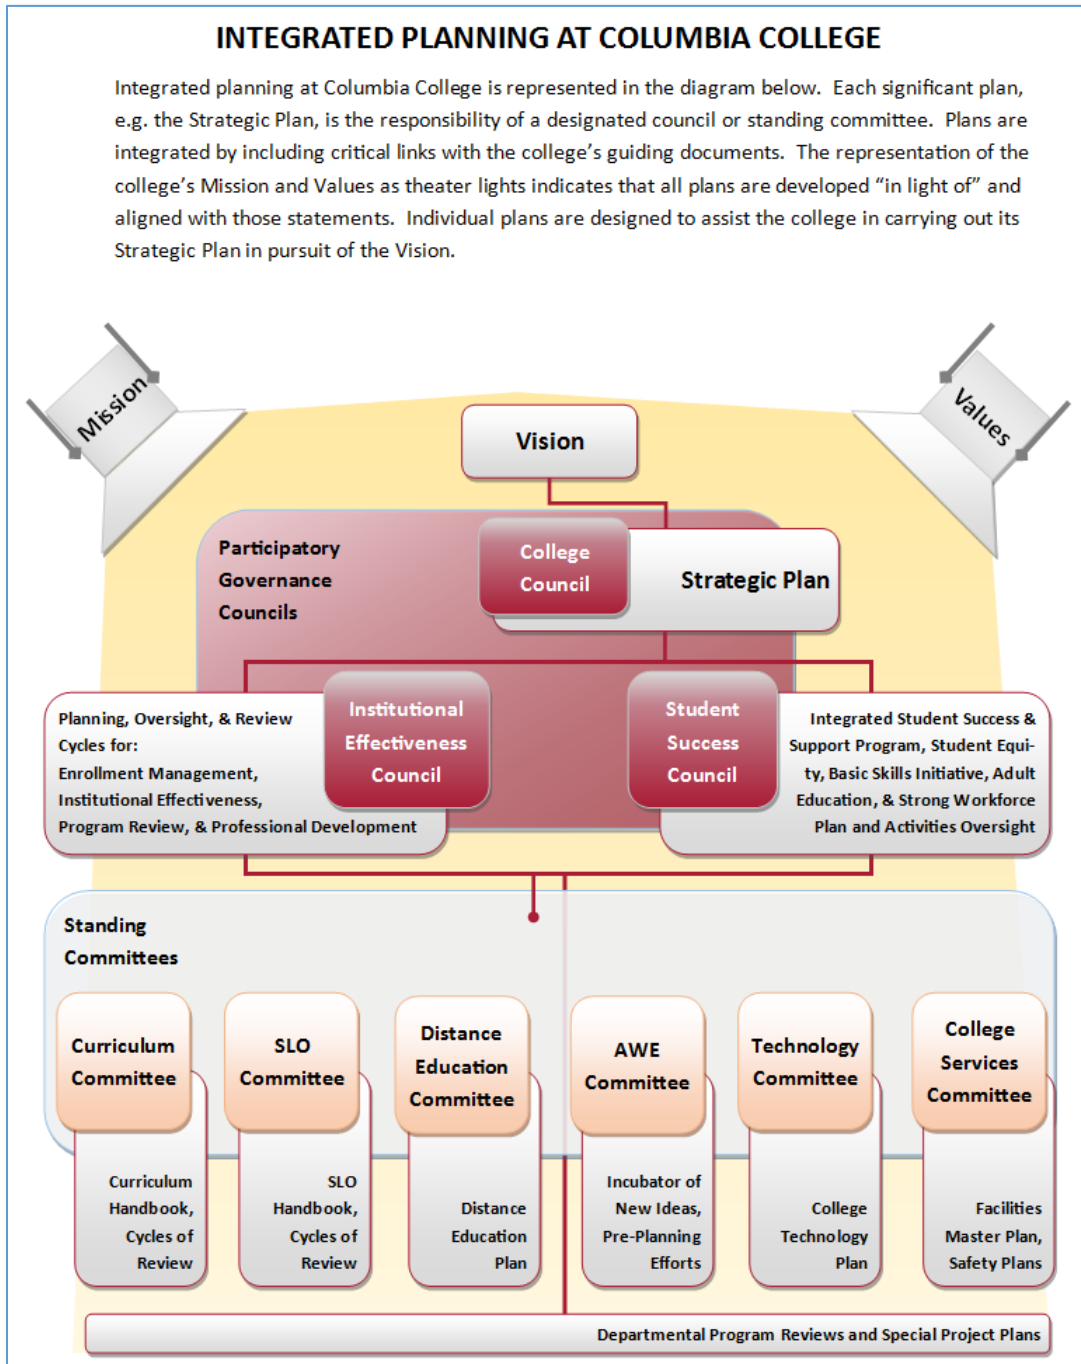 INTEGRATED PLANNING AT COLUMBIA COLLEGE
Integrated planning at Columbia College is represented in the diagram below.  Each significant plan,
e.g. the Strategic Plan, is the responsibility of a designated council or standing committee.  Plans are
integrated by including critical links with the college’s guiding documents.  The representation of the
college’s Mission and Values as theater lights indicates that all plans are developed “in light of” and
aligned with those statements.  Individual plans are designed to assist the college in carrying out its
Strategic Plan in pursuit of the Vision.
Mission
Values
Vision
Participatory
Governance
Councils
College
Council
Strategic Plan
Planning, Oversight, & Review
Cycles for:
Enrollment Management,
Institutional Effectiveness,
Program Review, & Professional Development
Institutional
Effectiveness
Council
Student
Success
Council
Integrated Student Success &
Support Program, Student Equi-
ty, Basic Skills Initiative, Adult
Education, & Strong Workforce
Plan and Activities Oversight
Standing
Committees
Curriculum
Committee
SLO
Committee
Distance
Education
Committee
AWE
Committee
Technology
Committee
College
Services
Committee
Curriculum
Handbook,
Cycles of
Review
SLO
Handbook,
Cycles of
Review
Distance
Education
Plan
Incubator of
New Ideas,
Pre-Planning
Efforts
College
Technology
Plan
Facilities
Master Plan,
Safety Plans
Departmental Program Reviews and Special Project Plans